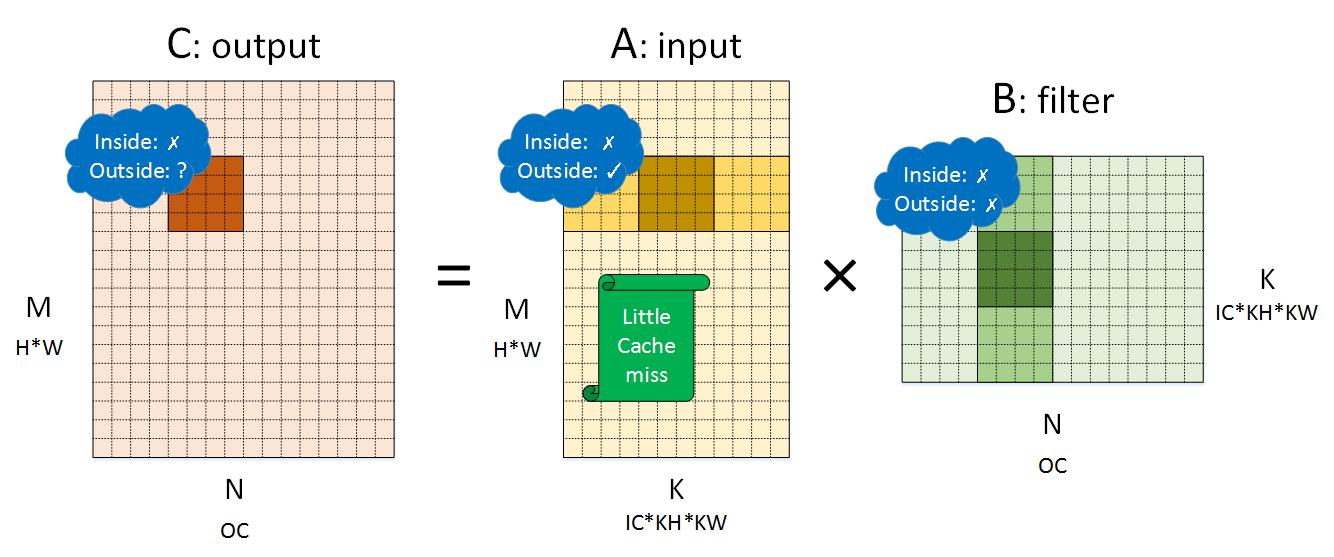 C: output
Inside: ✗
Outside: ?
M
H*W
N
OC
=
A: input
Inside: ✗
Outside: ✓
M
H*W
Little
Cache
miss
K
IC*KH*KW
×
B: filter
Inside: ✗
Outside: ✗
K
IC*KH*KW
N
OC